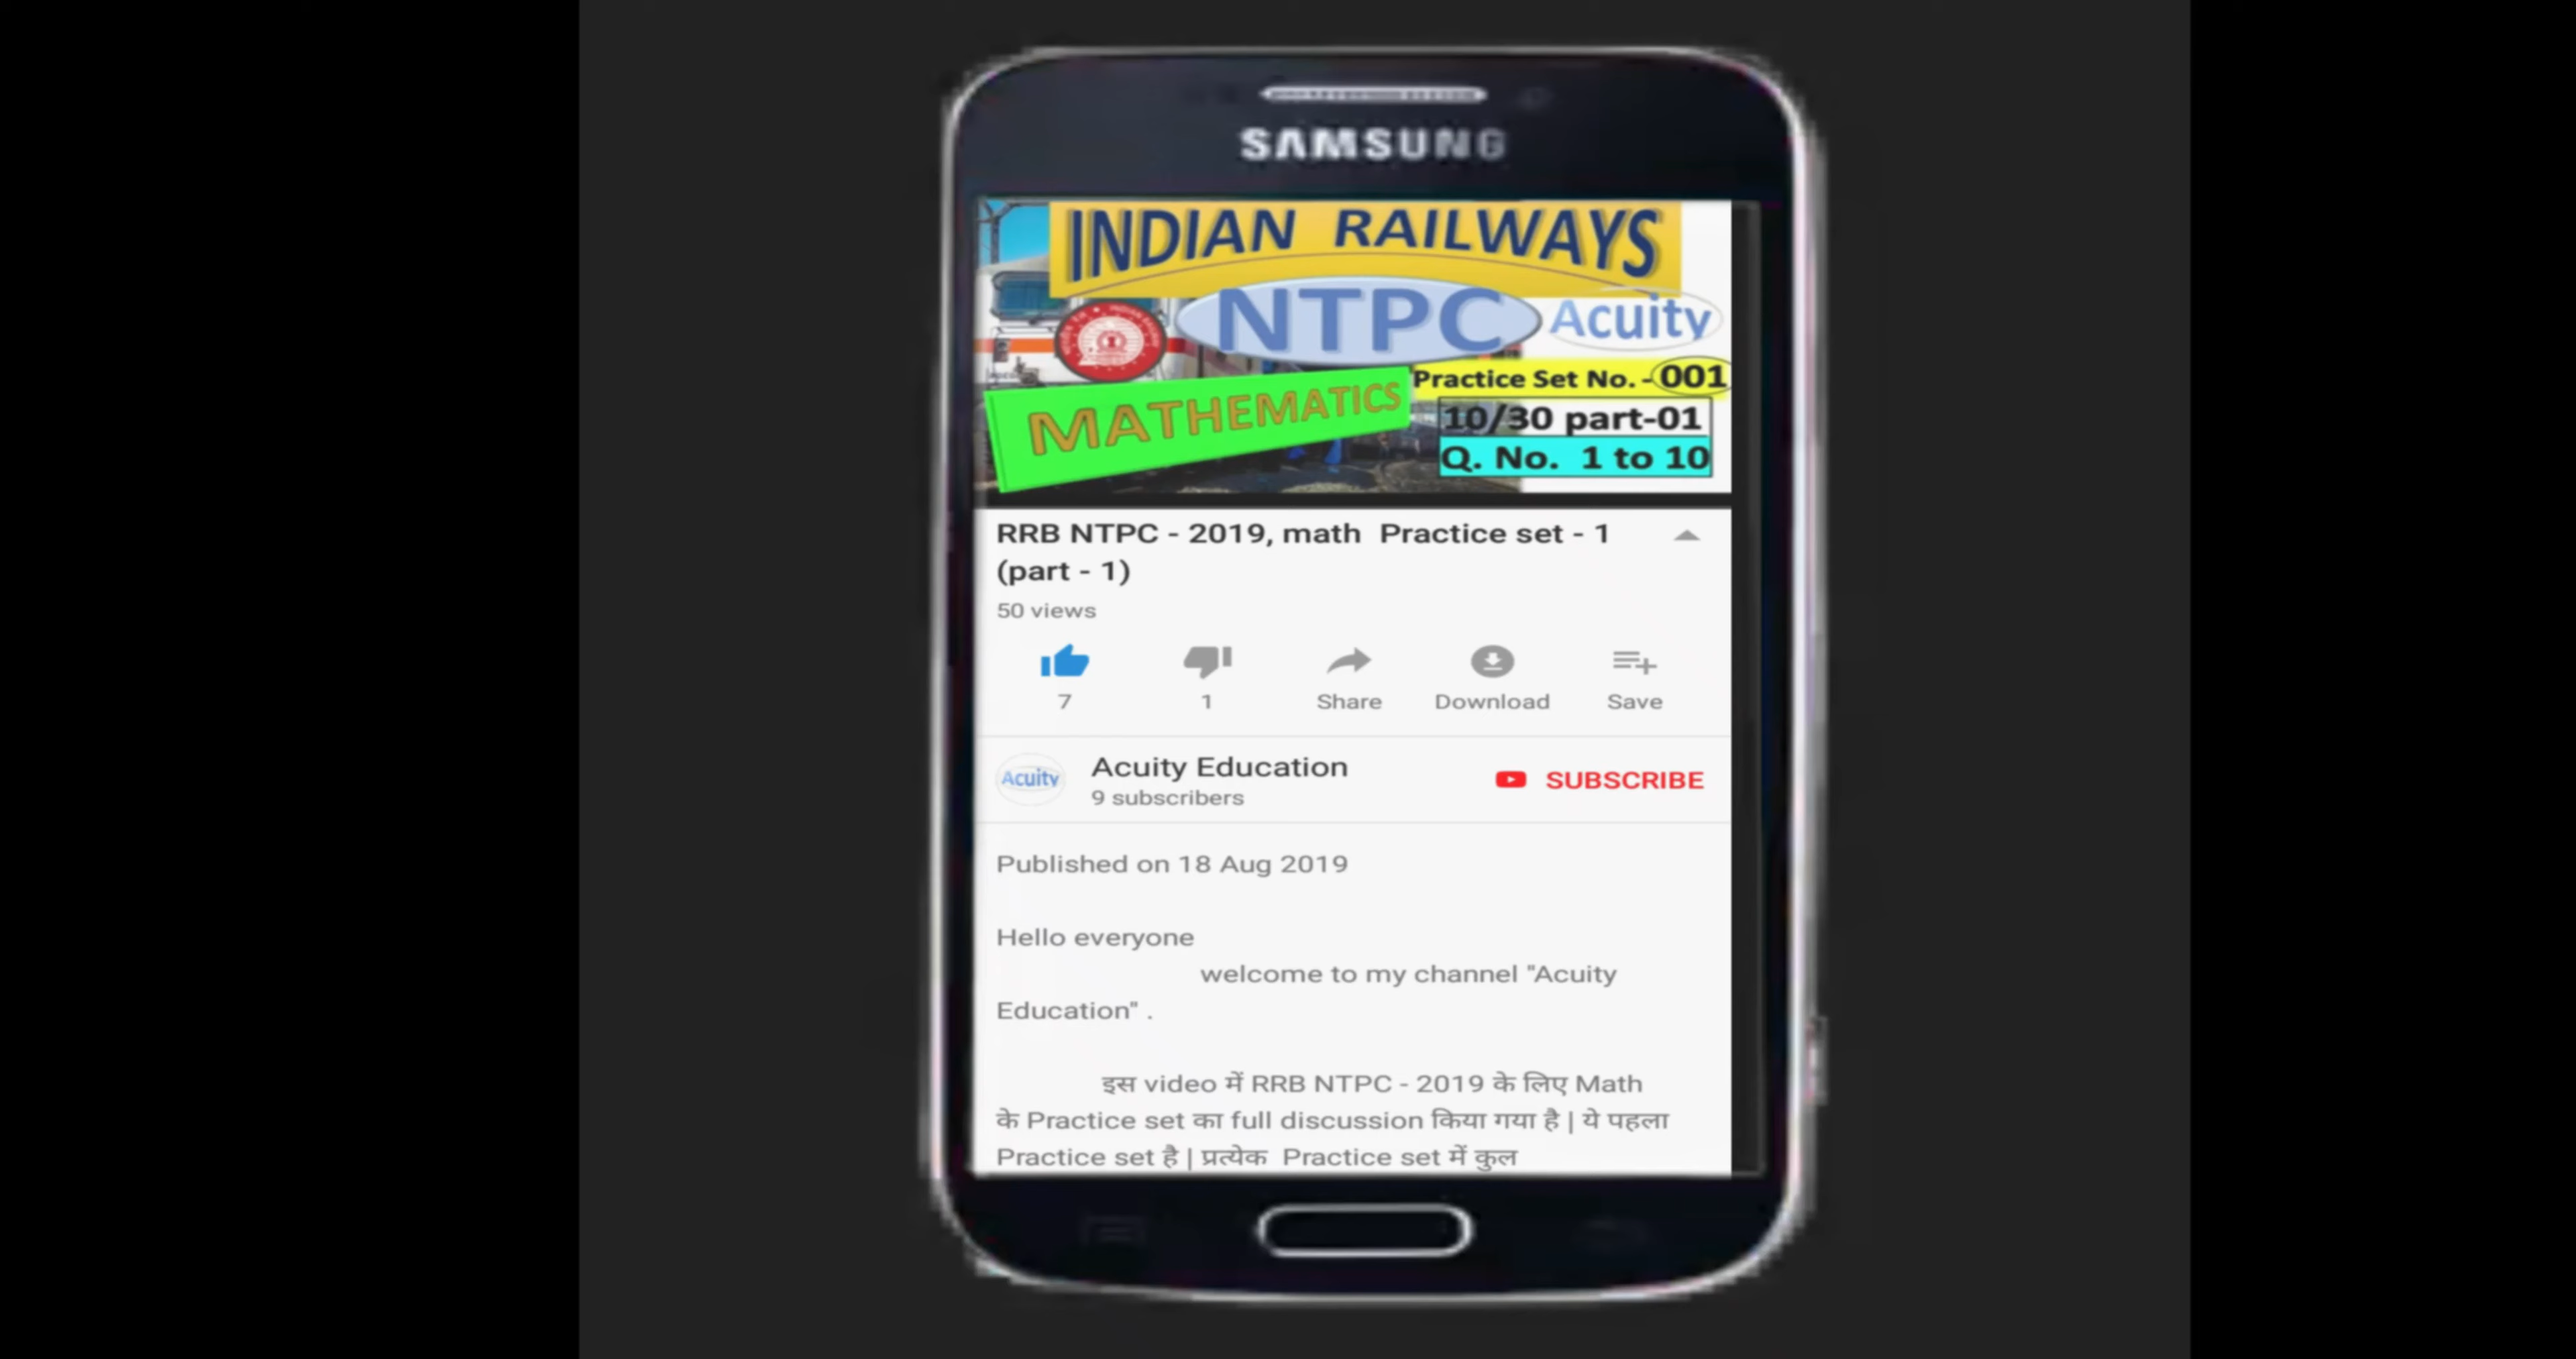 SAMSUNG
INDIAN RAILWAYS
NTPC
Acuity
Practice Set No. - 001
MATHEMATICS
10/30 part-01
Q. No. 1 to 10
RRB NTPC - 2019, math Practice set - 1
(part - 1)
50 views
7
1
Share
Download
Save
Acuity
Acuity Education
9 subscribers
SUBSCRIBE
Published on 18 Aug 2019
Hello everyone
welcome to my channel "Acuity
Education" .
इस video में RRB NTPC - 2019 के लिए Math
के Practice set का full discussion किया गया है | ये पहला
Practice set है | प्रत्येक Practice set में कुल